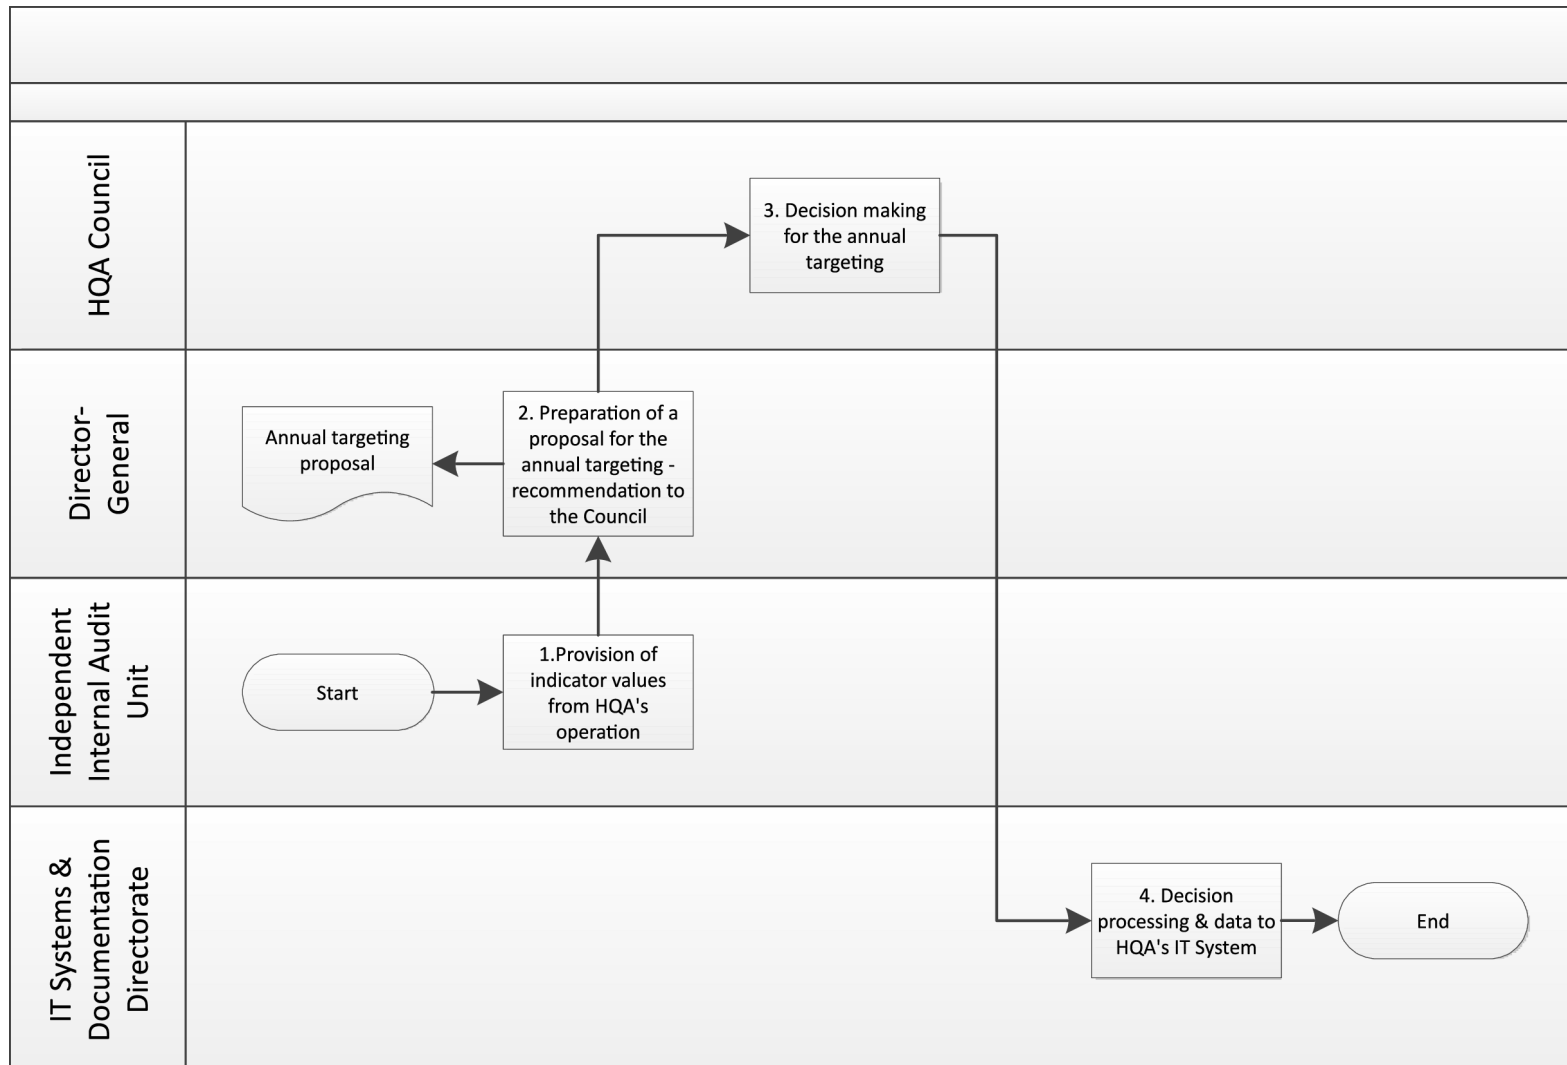 HQA Council
3. Decision making
for the annual
targeting
Director-
General
Annual targeting
proposal
2. Preparation of a
proposal for the
annual targeting -
recommendation to
the Council
Independent
Internal Audit
Unit
Start
1.Provision of
indicator values
from HQA's
operation
IT Systems &
Documentation
Directorate
4. Decision
processing & data to
HQA's IT System
End